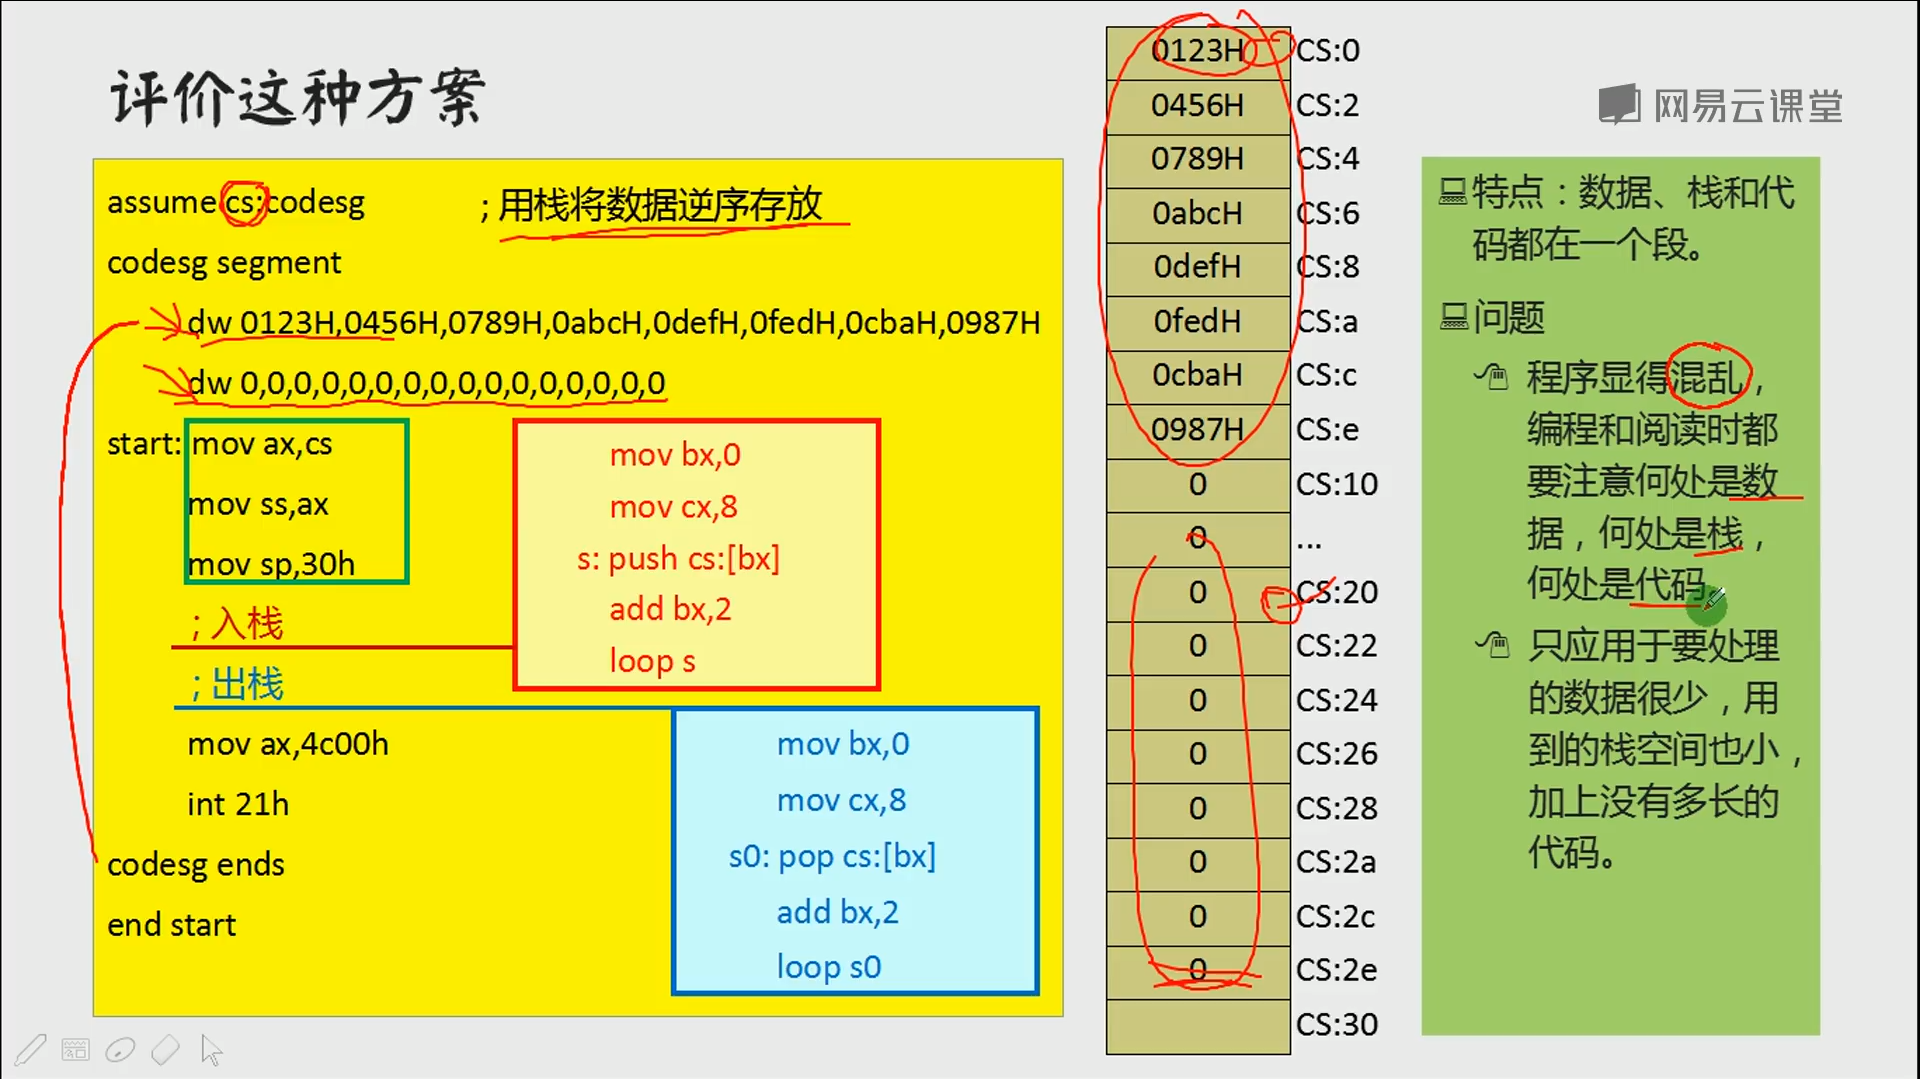 评价这种方案
网易云课堂
assume cs:codesg ; 用栈将数据逆序存放
codesg segment
dw 0123H,0456H,0789H,0abcH,0defH,0fedH,0cbaH,0987H
dw 0,0,0,0,0,0,0,0,0,0,0,0,0,0,0,0
start: mov ax,cs
mov ss,ax
mov sp,30h
; 入栈
; 出栈
mov ax,4c00h
int 21h
codesg ends
end start
mov bx,0
mov cx,8
s: push cs:[bx]
add bx,2
loop s
mov bx,0
mov cx,8
s0: pop cs:[bx]
add bx,2
loop s0
0123H CS:0
0456H CS:2
0789H CS:4
0abcH CS:6
0defH CS:8
0fedH CS:a
0cbaH CS:c
0987H CS:e
0 CS:10
0 ...
0 CS:20
0 CS:22
0 CS:24
0 CS:26
0 CS:28
0 CS:2a
0 CS:2c
0 CS:2e
CS:30
特点：数据、栈和代
码都在一个段。
问题
程序显得混乱，
编程和阅读时都
要注意何处是数
据，何处是栈，
何处是代码。
只应用于要处理
的数据很少，用
到的栈空间也小，
加上没有多长的
代码。